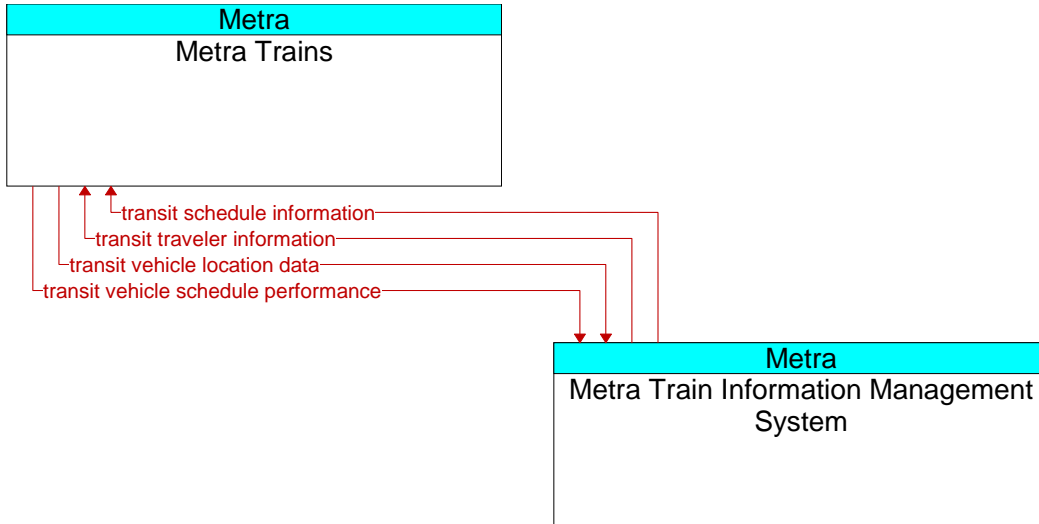 Metra
Metra Trains
transit schedule information
transit traveler information
transit vehicle location data
transit vehicle schedule performance
Metra
Metra Train Information Management
System